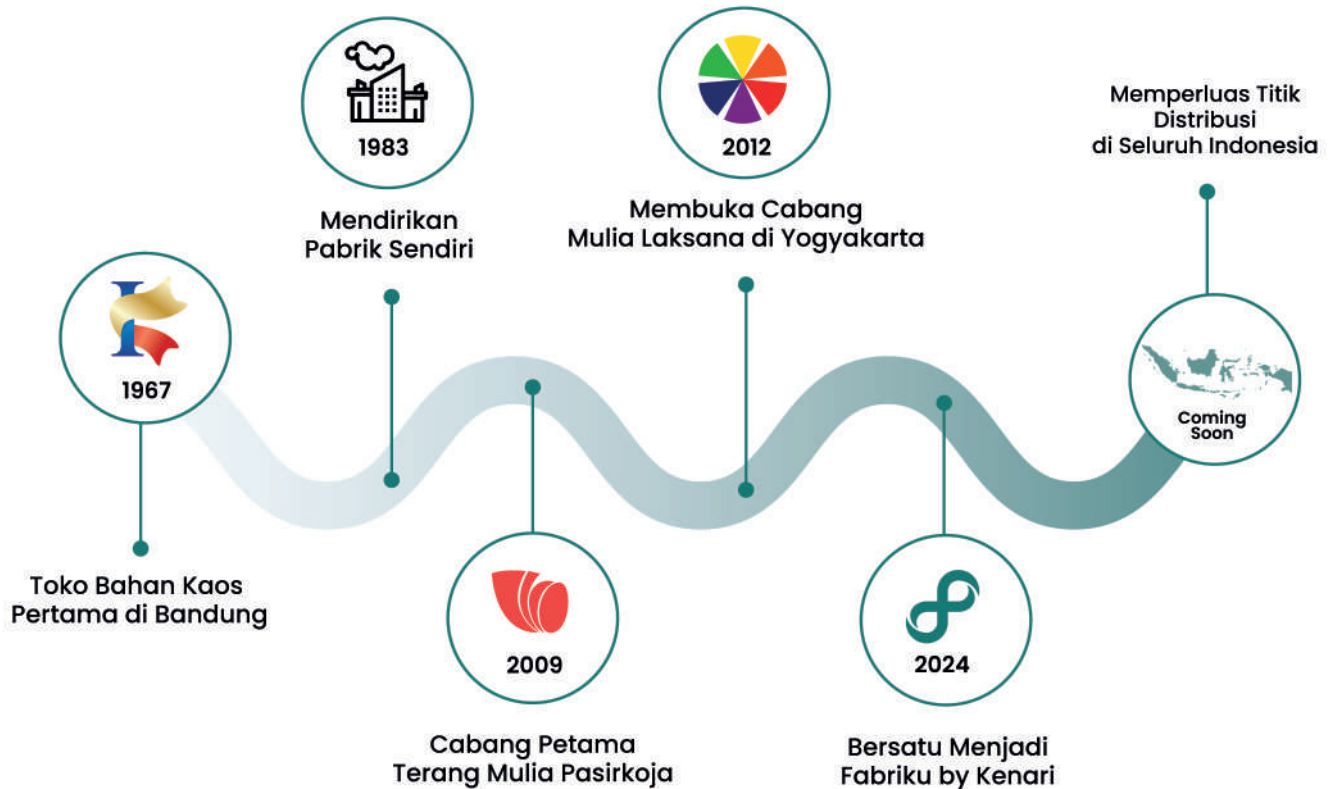 1967
Toko Bahan Kaos
Pertama di Bandung
1983
Mendirikan
Pabrik Sendiri
2009
Cabang Petama
Terang Mulia Pasirkoja
2012
Membuka Cabang
Mulia Laksana di Yogyakarta
2024
Bersatu Menjadi
Fabriku by Kenari
Memperluas Titik
Distribusi
di Seluruh Indonesia
Coming
Soon